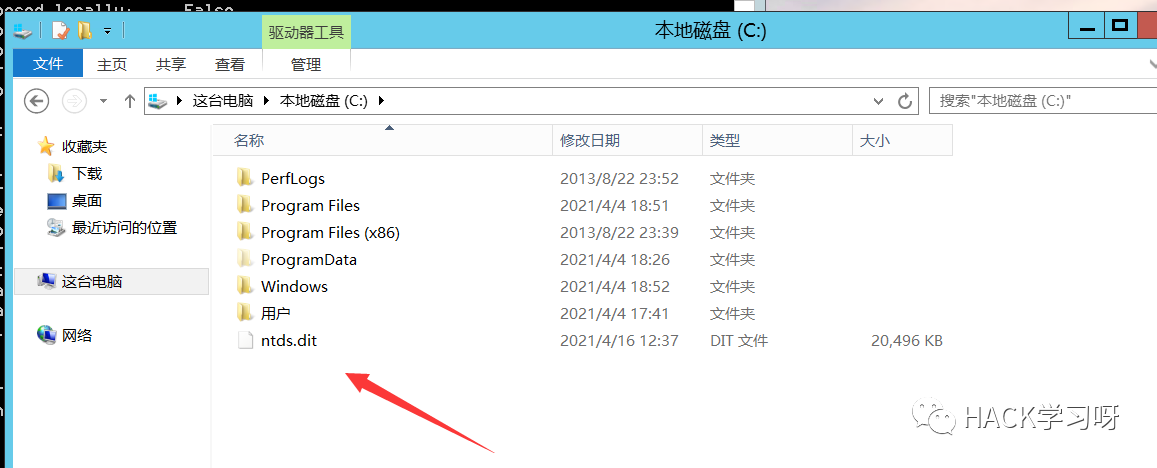 posed locally: False
驱动器工具
本地磁盘 (C:)
文件 主页 共享 查看 管理
这台电脑 本地磁盘 (C:)
搜索"本地磁盘 (C:)"
收藏夹
下载
桌面
最近访问的位置
这台电脑
网络
名称 修改日期 类型 大小
PerfLogs 2013/8/22 23:52 文件夹
Program Files 2021/4/4 18:51 文件夹
Program Files (x86) 2013/8/22 23:39 文件夹
ProgramData 2021/4/4 18:26 文件夹
Windows 2021/4/4 18:52 文件夹
用户 2021/4/4 17:41 文件夹
ntds.dit 2021/4/16 12:37 DIT 文件 20,496 KB
HACK学习呀